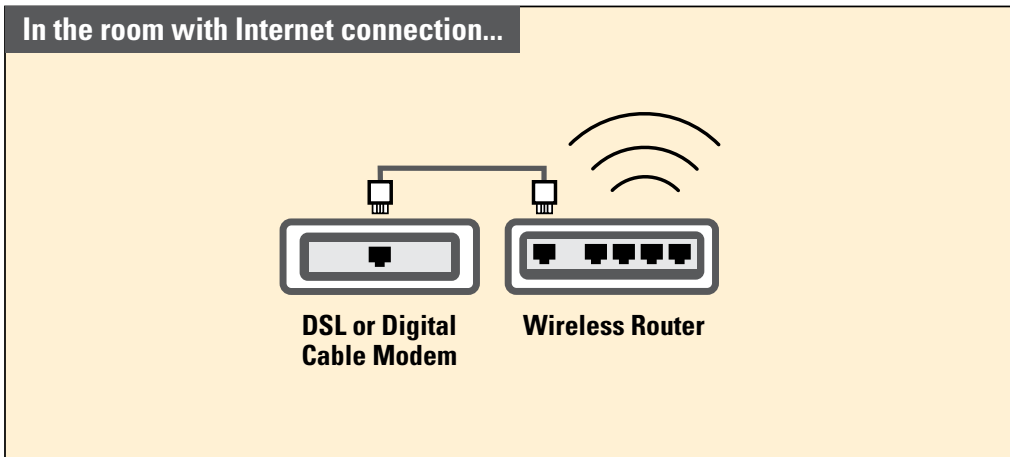 In the room with Internet connection...
DSL or Digital
Cable Modem
Wireless Router